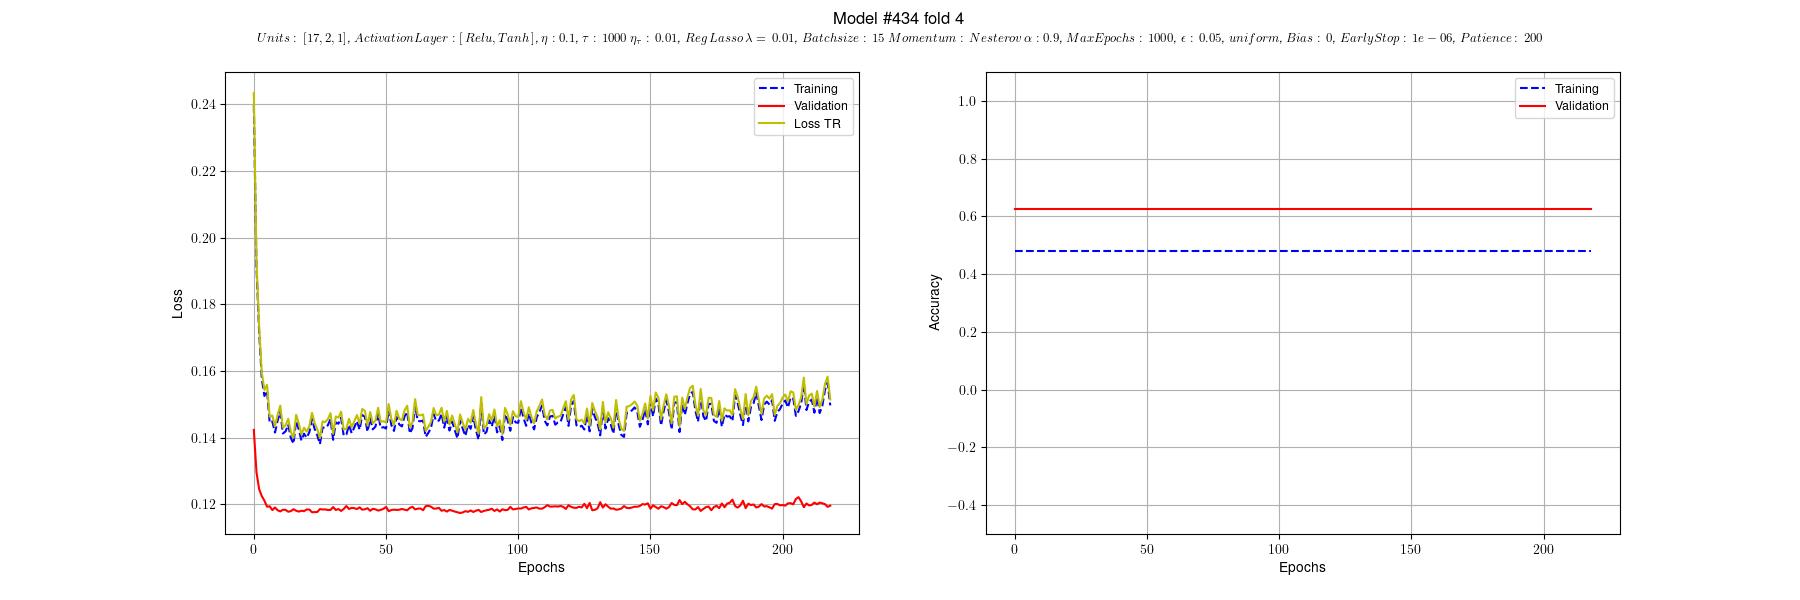 Model #434 fold 4
Units : [17, 2, 1], ActivationLayer : [Relu, Tanh], η : 0.1, τ : 1000 η_τ : 0.01, Reg Lasso λ = 0.01, Batchsize : 15 Momentum : Nesterov α : 0.9, MaxEpochs : 1000, ϵ : 0.05, uniform, Bias : 0, EarlyStop : 1e − 06, Patience : 200
Training
Validation
Loss TR
0.24
0.22
0.20
0.18
0.16
0.14
0.12
Loss
0 50 100 150 200
Epochs
Training
Validation
1.0
0.8
0.6
0.4
0.2
0.0
−0.2
−0.4
Accuracy
0 50 100 150 200
Epochs